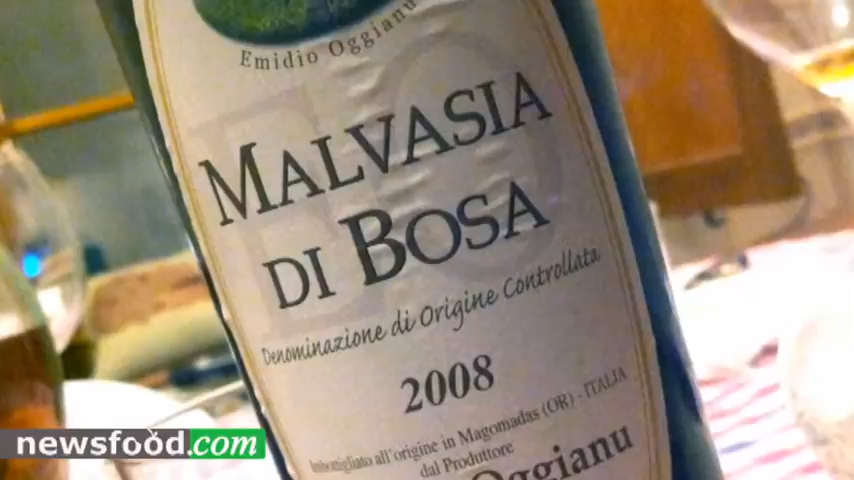 Emidio Oggianu
MALVASIA
DI BOSA
Denominazione di Origine Controllata
2008
Imbottigliato all'origine in Magomadas (OR) - ITALIA
dal Produttore
Oggianu
newsfood.com